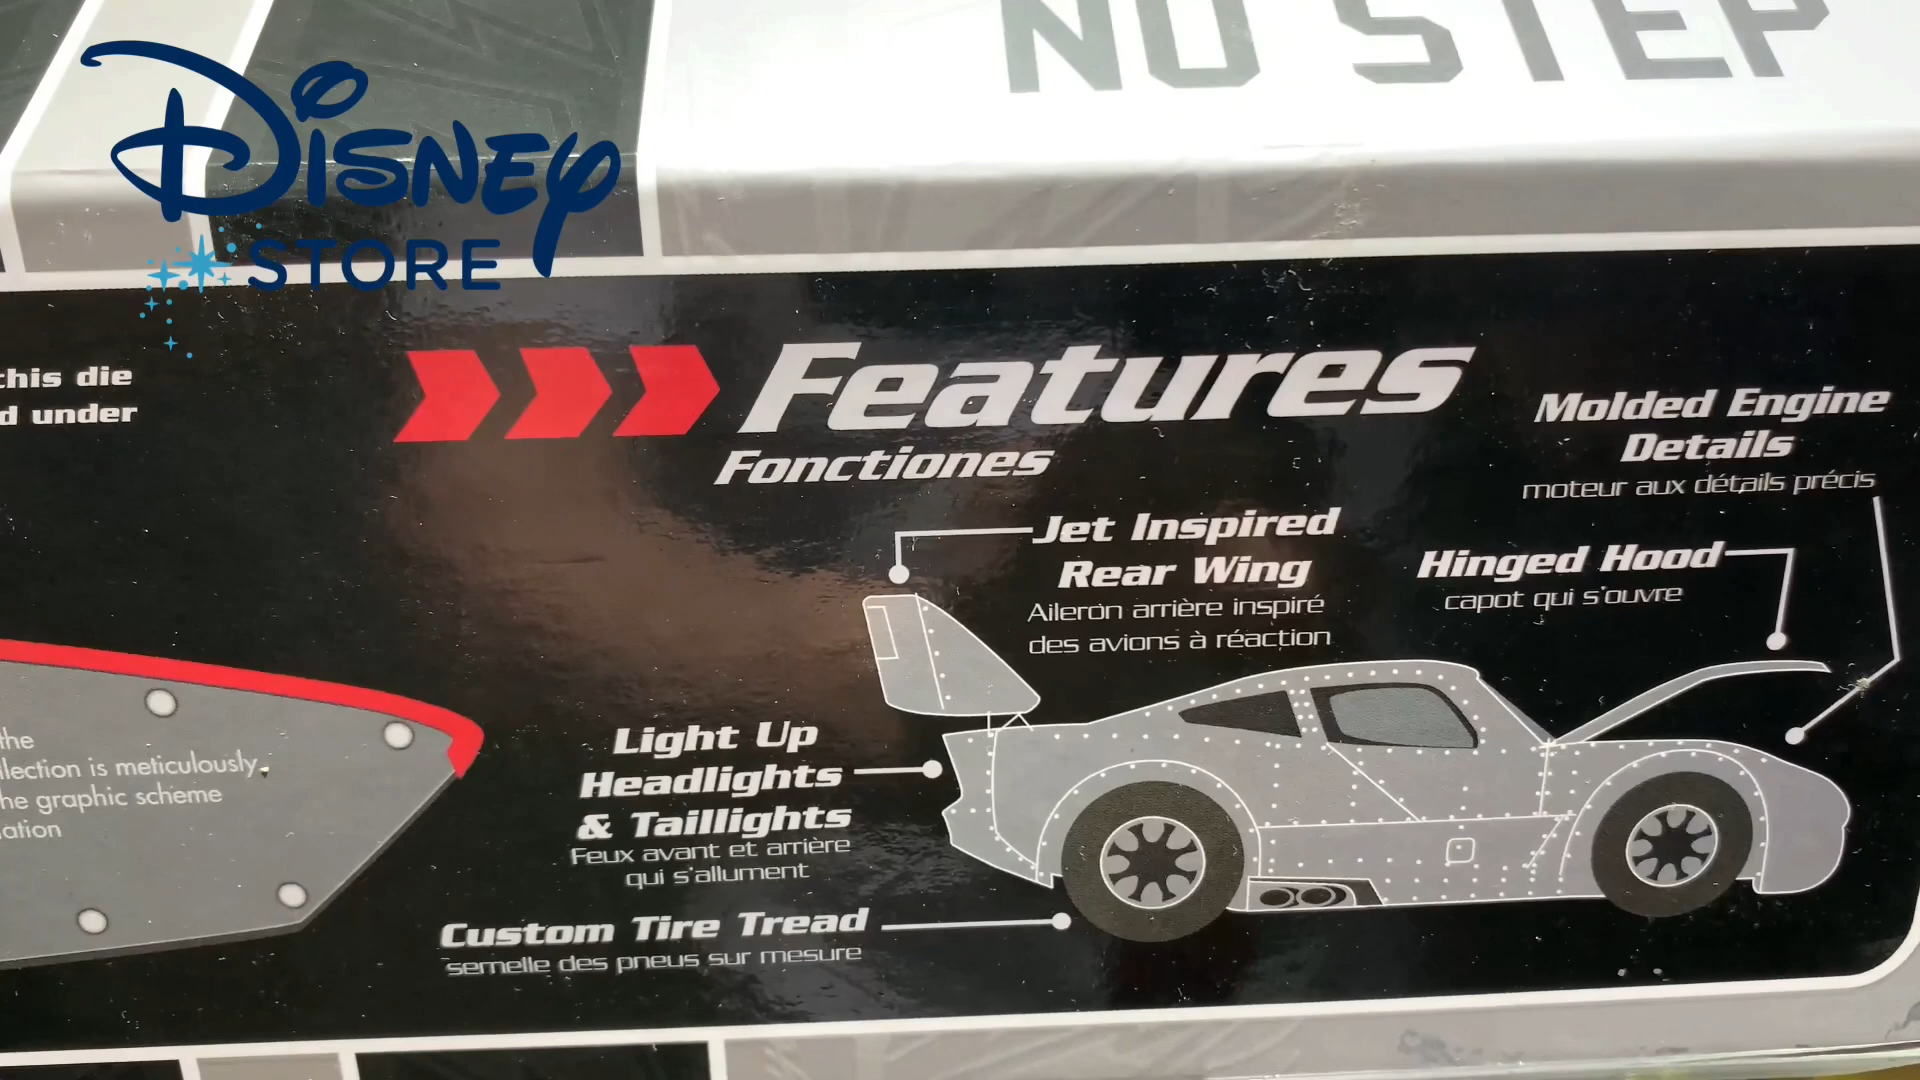 NO STEP
DISNEY
STORE
this die
d under
Features
Fonctiones
Molded Engine
Details
moteur aux détails précis
Jet Inspired
Rear Wing
Aileron arrière inspiré
des avions à réaction
Hinged Hood
capot qui s'ouvre
Light Up
Headlights
& Taillights
Feux avant et arrière
qui s'allument
Custom Tire Tread
semelle des pneus sur mesure
the
llection is meticulously
he graphic scheme
ation